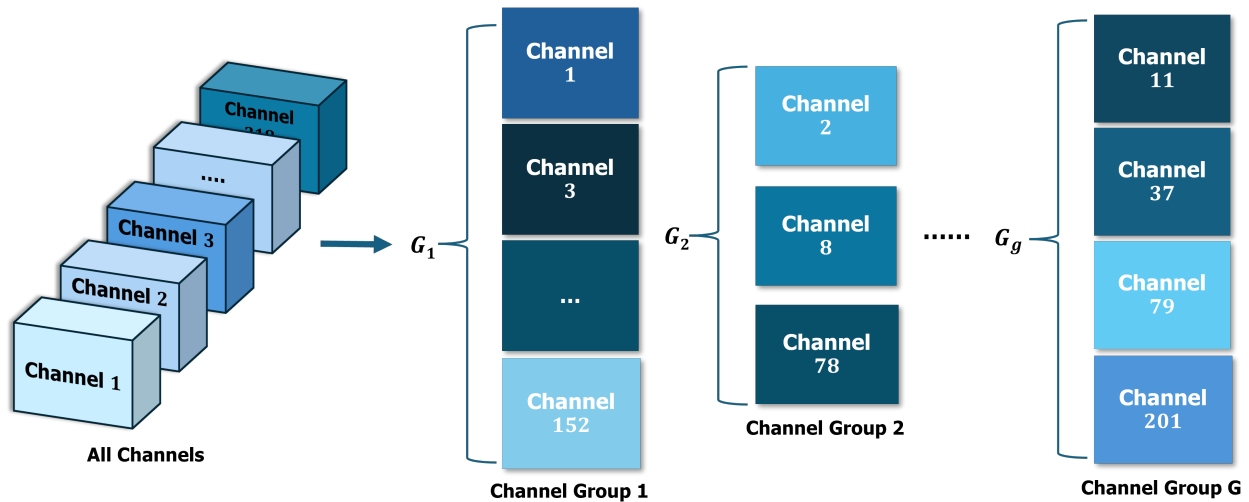 Channel
....
Channel 3
Channel 2
Channel 1
All Channels
G₁
Channel
1
Channel
3
...
Channel
152
Channel Group 1
G₂
Channel
2
Channel
8
Channel
78
Channel Group 2
......
G_g
Channel
11
Channel
37
Channel
79
Channel
201
Channel Group G